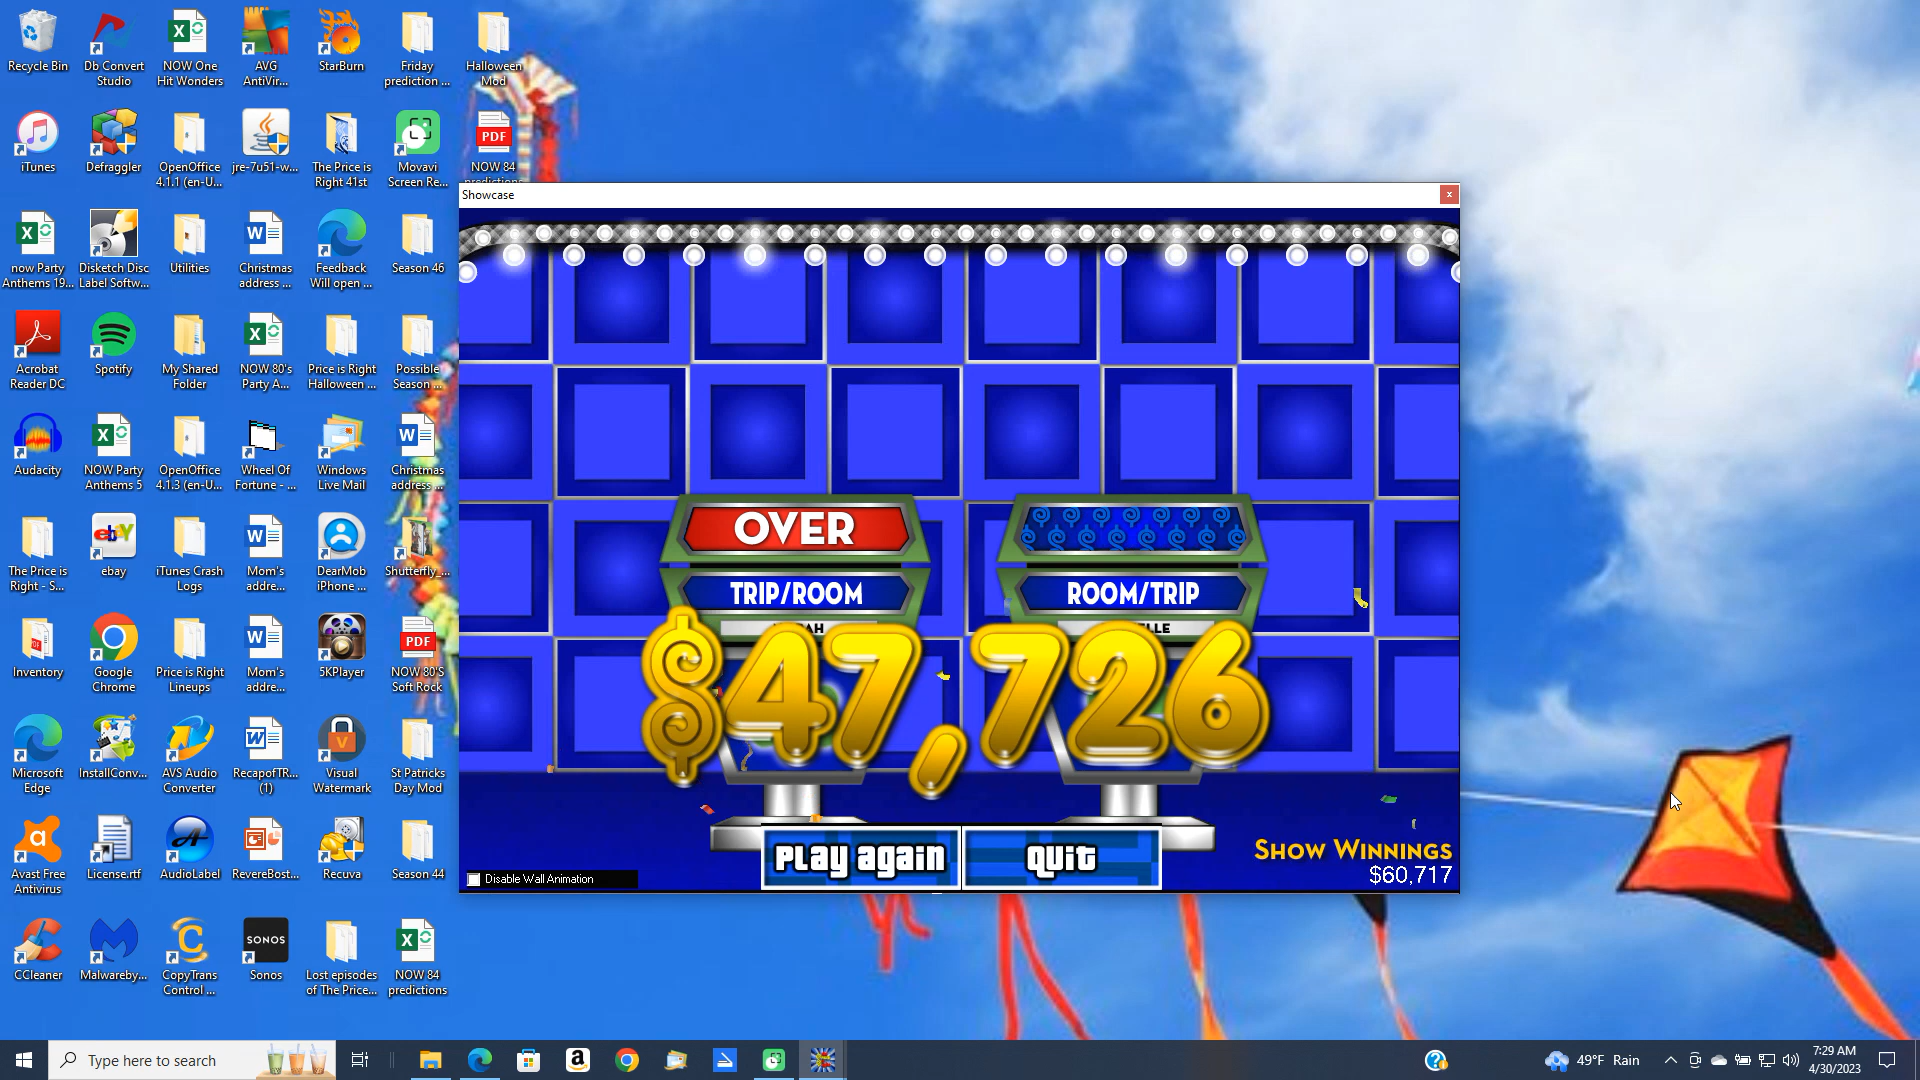 Recycle Bin
Db Convert
Studio
NOW One
Hit Wonders
AVG
AntiVir...
StarBurn
Friday
prediction ...
Halloween
Mod
iTunes
Defraggler
OpenOffice
4.1.1 (en-U...
jre-7u51-w...
The Price is
Right 41st
Movavi
Screen Re...
PDF
NOW 84
predictions
now Party
Anthems 19...
Disketch Disc
Label Softw...
Utilities
Christmas
address ...
Feedback
Will open ...
Season 46
Acrobat
Reader DC
Spotify
My Shared
Folder
NOW 80's
Party A...
Price is Right
Halloween ...
Possible
Season ...
Audacity
NOW Party
Anthems 5
OpenOffice
4.1.3 (en-U...
Wheel Of
Fortune - ...
Windows
Live Mail
Christmas
address ...
The Price is
Right - S...
ebay
ebay
iTunes Crash
Logs
Mom's
addre...
DearMob
iPhone ...
Shutterfly_...
Inventory
Google
Chrome
Price is Right
Lineups
Mom's
addre...
5KPlayer
PDF
NOW 80'S
Soft Rock
Microsoft
Edge
InstallConv...
AVS Audio
Converter
RecapofTR...
(1)
Visual
Watermark
St Patricks
Day Mod
Avast Free
Antivirus
License.rtf
AudioLabel
RevereBost...
Recuva
Season 44
CCleaner
Malwareby...
CopyTrans
Control ...
SONOS
Sonos
Lost episodes
of The Price...
NOW 84
predictions
Showcase
x
OVER
TRIP/ROOM
ROOM/TRIP
$47,726
play again
quit
Show Winnings
$60,717
Disable Wall Animation
Type here to search
49°F Rain
7:29 AM
4/30/2023